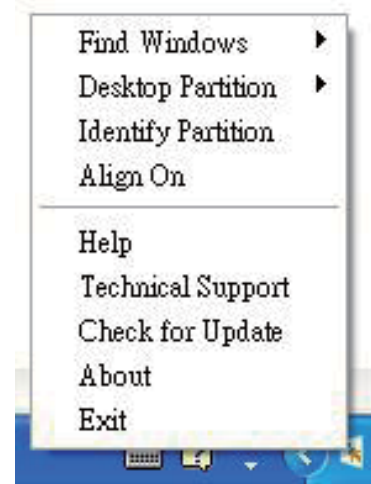 Find Windows
Desktop Partition
Identify Partition
Align On
Help
Technical Support
Check for Update
About
Exit